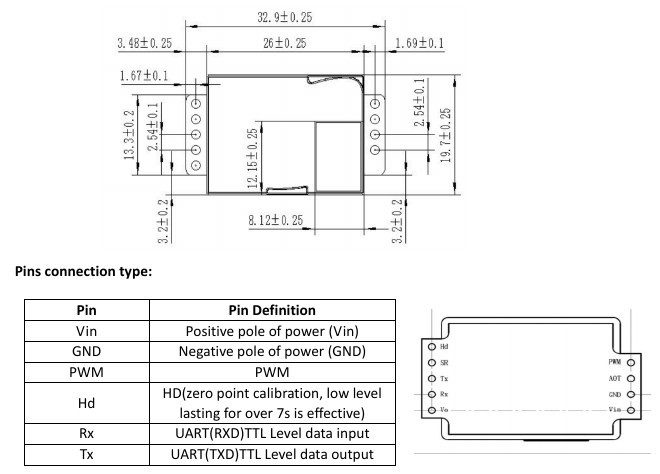 32.9±0.25
3.48±0.25
26±0.25
1.69±0.1
1.67±0.1
13.3±0.2
2.54±0.1
12.15±0.25
2.54±0.1
19.7±0.25
3.2±0.2
8.12±0.25
3.2±0.2
Pins connection type:
Pin Pin Definition
Vin Positive pole of power (Vin)
GND Negative pole of power (GND)
PWM PWM
Hd HD(zero point calibration, low level
lasting for over 7s is effective)
Rx UART(RXD)TTL Level data input
Tx UART(TXD)TTL Level data output
Hd
SR PWM
Tx AOT
Rx GND
Vo Vin